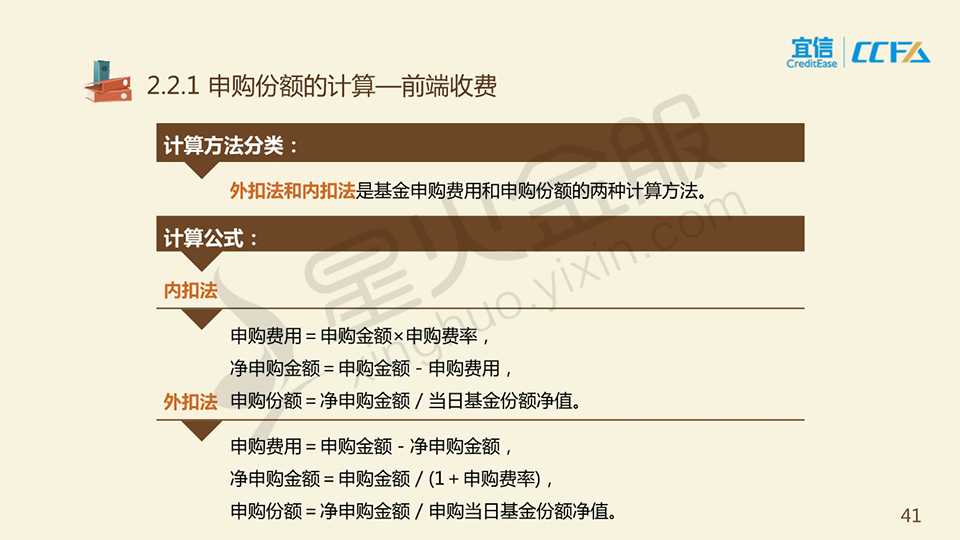 宜信
CreditEase
CCFA
2.2.1 申购份额的计算—前端收费
计算方法分类：
外扣法和内扣法是基金申购费用和申购份额的两种计算方法。
计算公式：
内扣法
申购费用＝申购金额×申购费率，
净申购金额＝申购金额－申购费用，
申购份额＝净申购金额 / 当日基金份额净值。
外扣法
申购费用＝申购金额－净申购金额，
净申购金额＝申购金额 / (1＋申购费率)，
申购份额＝净申购金额 / 申购当日基金份额净值。
星火金服
xinghuo.yixin.com
41